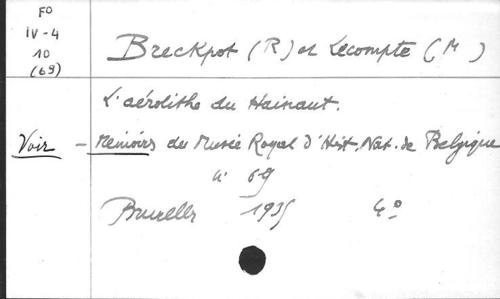 FO
IV-4
10
(69)
Breckpot (R) et Lecompte (M )
L'aérolithe du Hainaut.
Voir - Memoirs du Musée Royal d'Hist. Nat. de Belgique
n° 69
Bruxelles 1935 4°